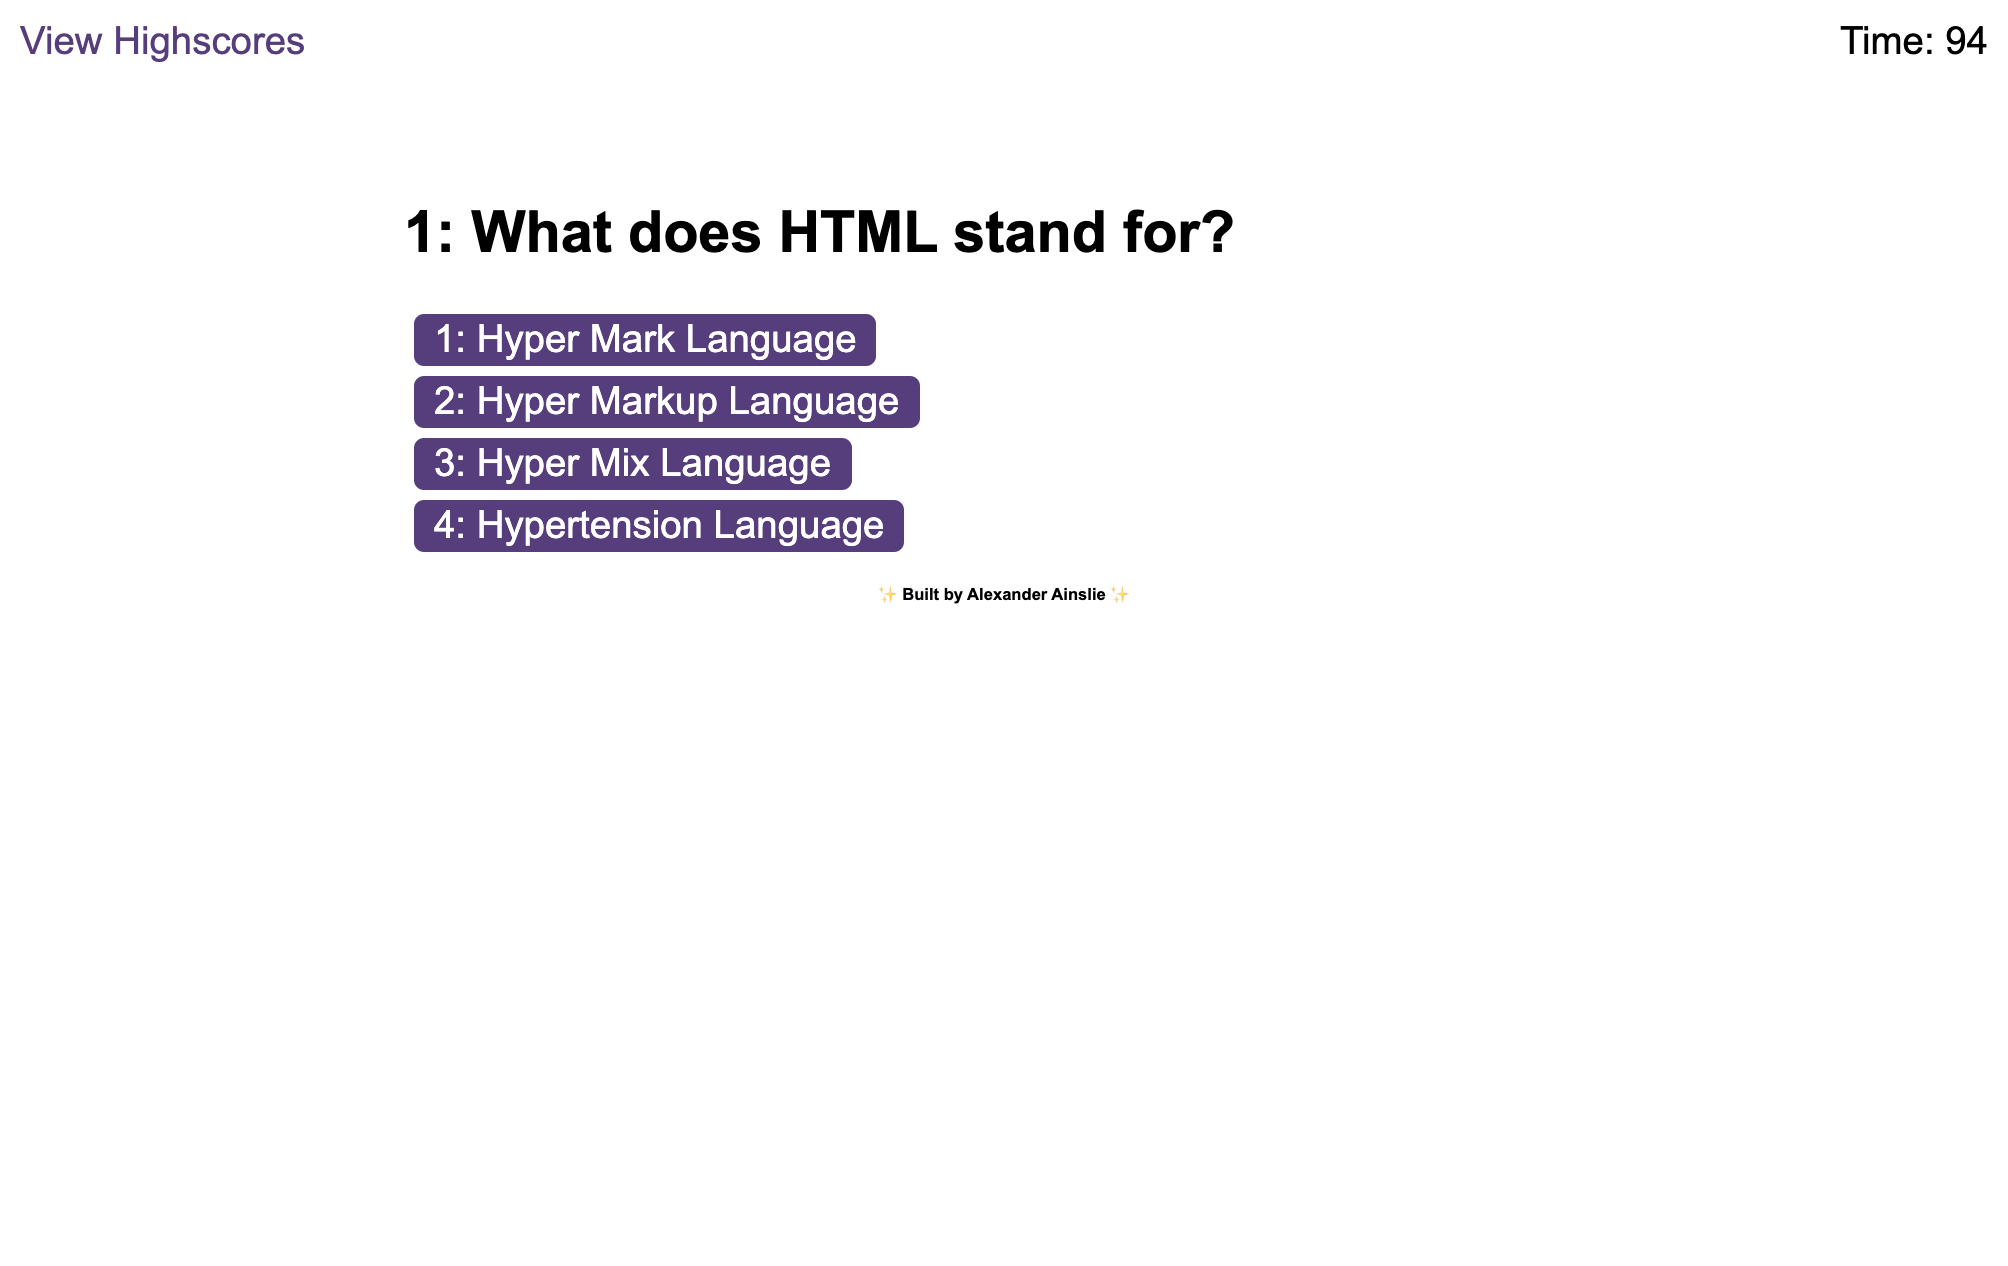 View Highscores
Time: 94
1: What does HTML stand for?
1: Hyper Mark Language
2: Hyper Markup Language
3: Hyper Mix Language
4: Hypertension Language
✨ Built by Alexander Ainslie ✨